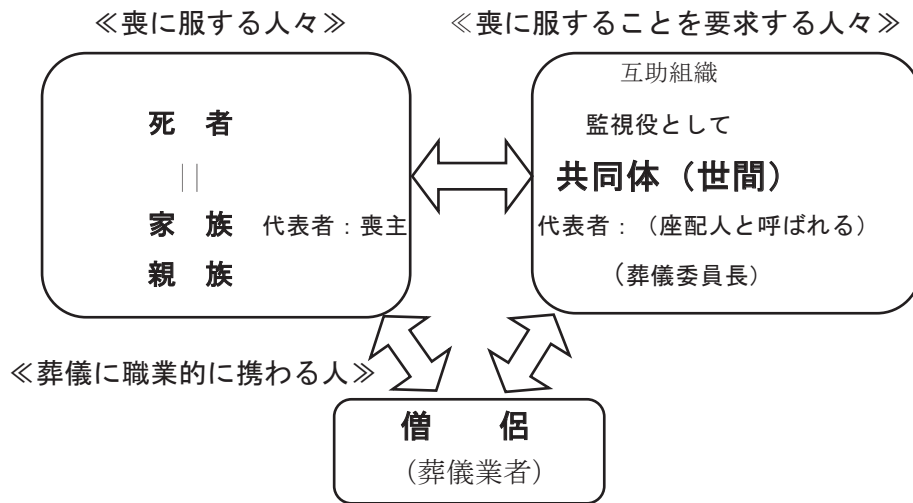 ≪喪に服する人々≫
≪喪に服することを要求する人々≫
死　者
||
家　族　代表者：喪主
親　族
互助組織
監視役として
共同体（世間）
代表者：（座配人と呼ばれる）
（葬儀委員長）
≪葬儀に職業的に携わる人≫
僧　　侶
（葬儀業者）